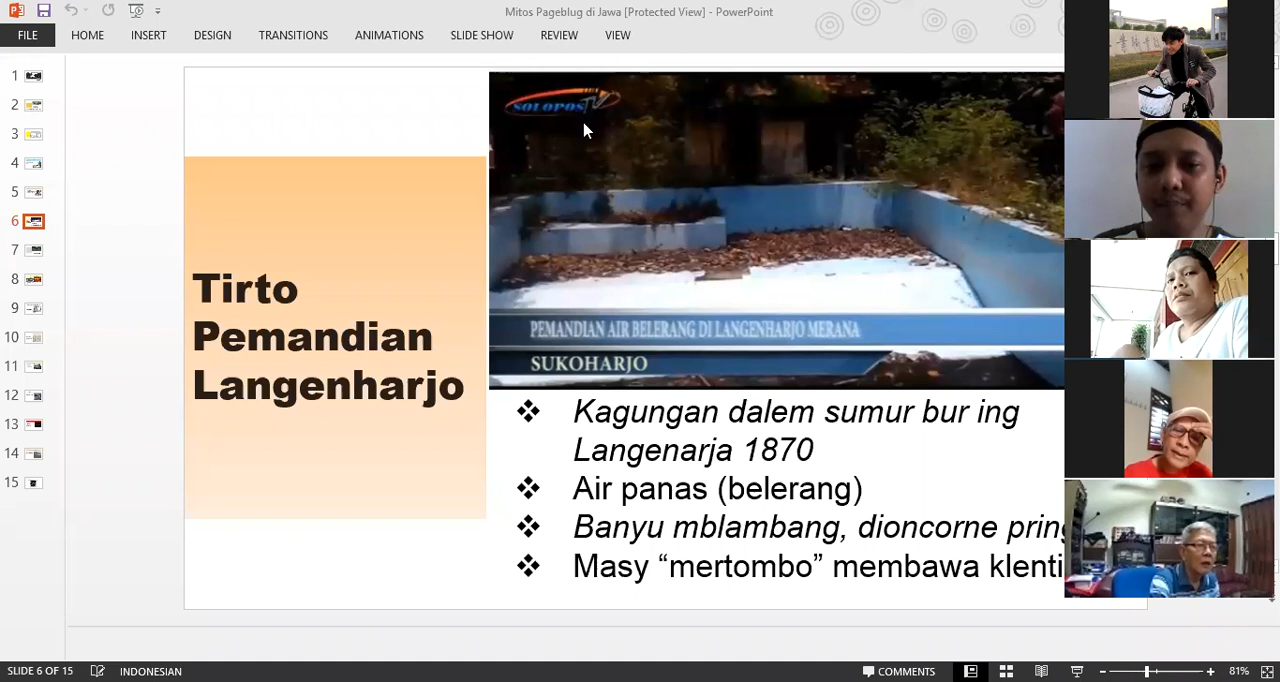 Mitos Pageblug di Jawa [Protected View] - PowerPoint
FILE HOME INSERT DESIGN TRANSITIONS ANIMATIONS SLIDE SHOW REVIEW VIEW
1
2
3
4
5
6
7
8
9
10
11
12
13
14
15
Tirto
Pemandian
Langenharjo
SOLOPOS TV
PEMANDIAN AIR BELERANG DI LANGENHARJO MERANA
SUKOHARJO
❖ Kagungan dalem sumur bur ing
Langenarja 1870
❖ Air panas (belerang)
❖ Banyu mblambang, dioncorne pring
❖ Masy “mertombo” membawa klenti
SLIDE 6 OF 15 INDONESIAN COMMENTS 81%